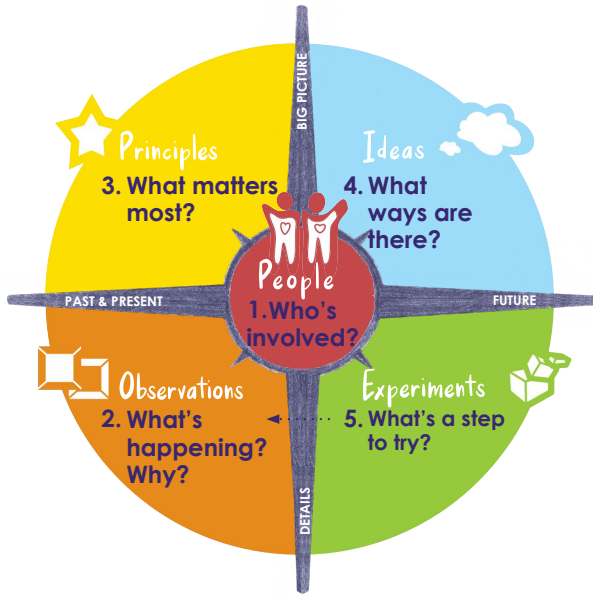 BIG PICTURE
Principles
3. What matters
most?
Ideas
4. What
ways are
there?
People
1.Who's
involved?
PAST & PRESENT
FUTURE
Observations
2. What's
happening?
Why?
Experiments
5. What's a step
to try?
DETAILS